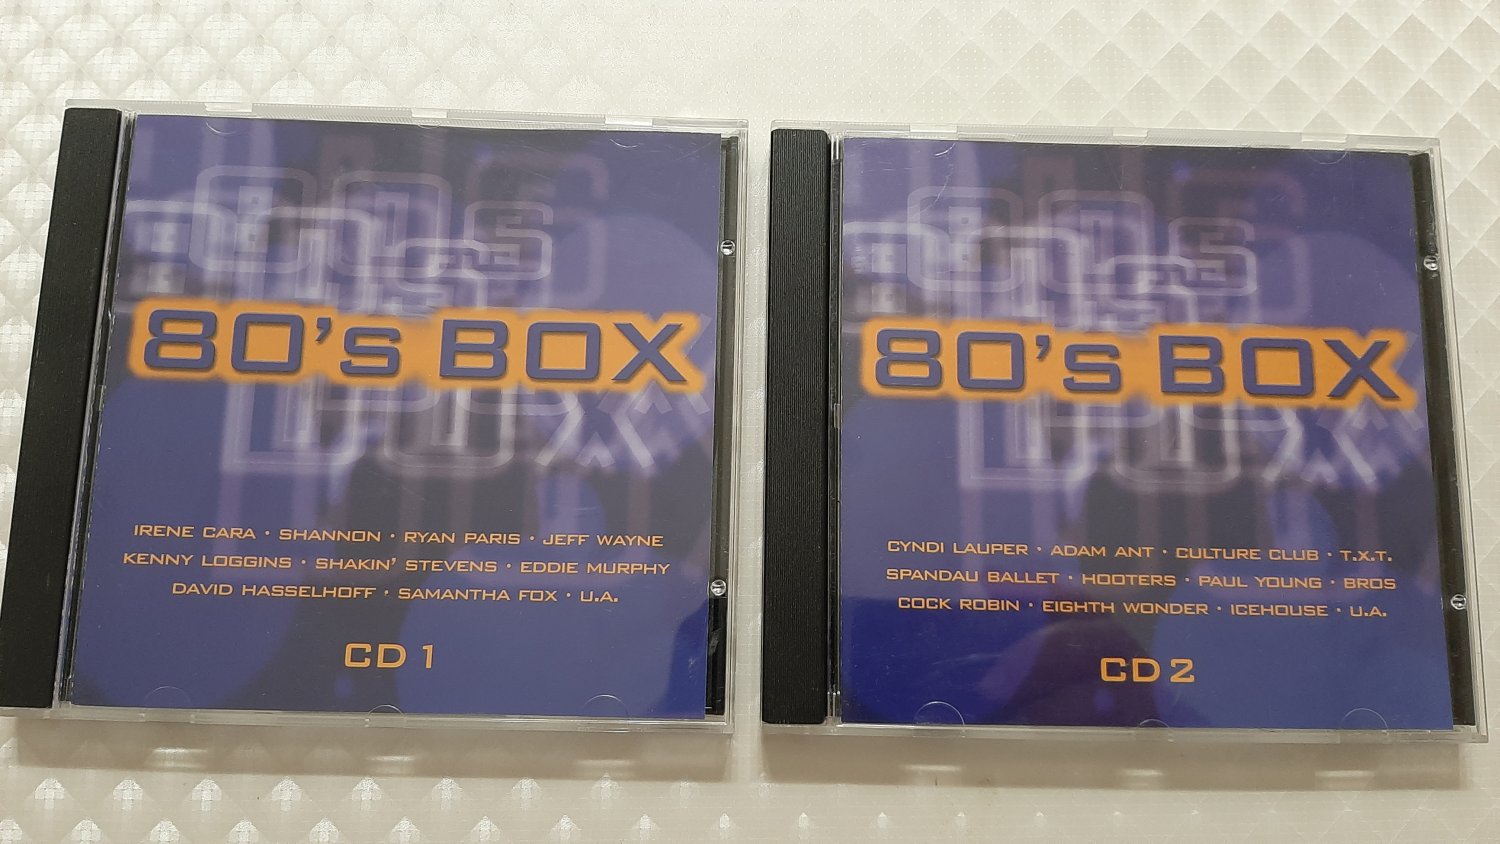 80's BOX
IRENE CARA · SHANNON · RYAN PARIS · JEFF WAYNE
KENNY LOGGINS · SHAKIN' STEVENS · EDDIE MURPHY
DAVID HASSELHOFF · SAMANTHA FOX · U.A.
CD 1
80's BOX
CYNDI LAUPER · ADAM ANT · CULTURE CLUB · T.X.T.
SPANDAU BALLET · HOOTERS · PAUL YOUNG · BROS
COCK ROBIN · EIGHTH WONDER · ICEHOUSE · U.A.
CD 2